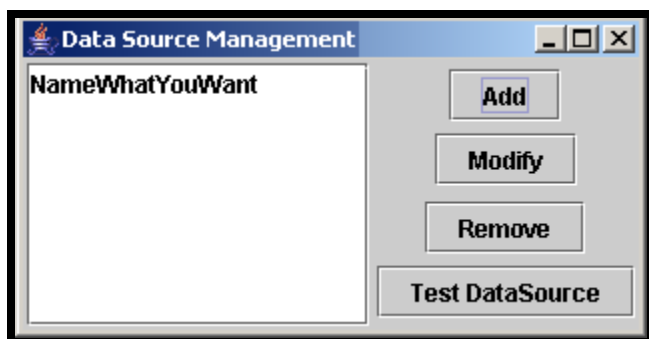 Data Source Management
NameWhatYouWant
Add
Modify
Remove
Test DataSource